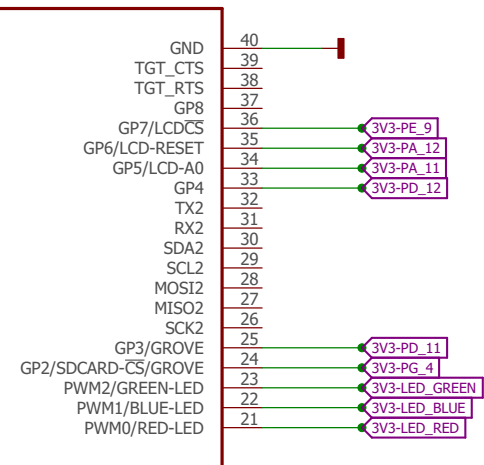 GND 40
TGT_CTS 39
TGT_RTS 38
GP8 37
GP7/LCDC̅S̅ 36 3V3-PE_9
GP6/LCD-RESET 35 3V3-PA_12
GP5/LCD-A0 34 3V3-PA_11
GP4 33 3V3-PD_12
TX2 32
RX2 31
SDA2 30
SCL2 29
MOSI2 28
MISO2 27
SCK2 26
GP3/GROVE 25 3V3-PD_11
GP2/SDCARD-C̅S̅/GROVE 24 3V3-PG_4
PWM2/GREEN-LED 23 3V3-LED_GREEN
PWM1/BLUE-LED 22 3V3-LED_BLUE
PWM0/RED-LED 21 3V3-LED_RED